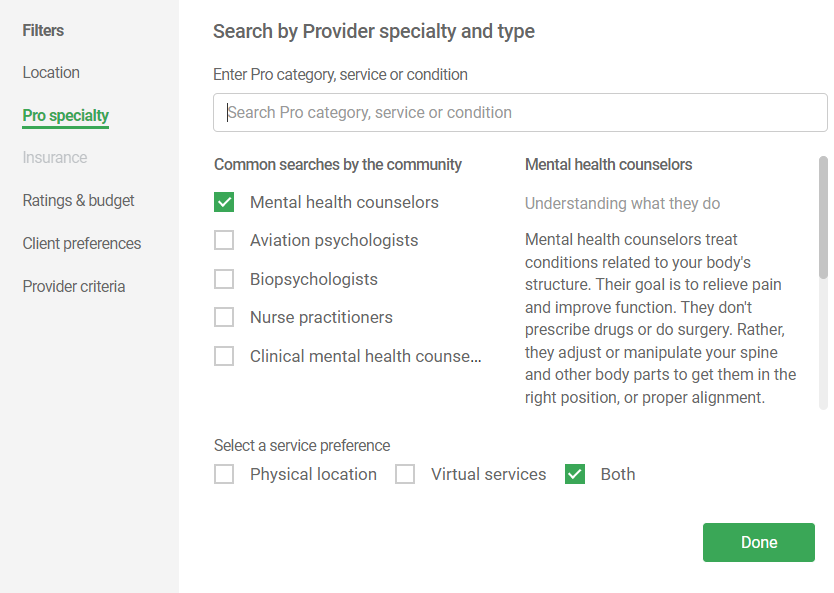 Filters
Location
Pro specialty
Insurance
Ratings & budget
Client preferences
Provider criteria
Search by Provider specialty and type
Enter Pro category, service or condition
Search Pro category, service or condition
Common searches by the community
Mental health counselors
Aviation psychologists
Biopsychologists
Nurse practitioners
Clinical mental health counse...
Mental health counselors
Understanding what they do
Mental health counselors treat
conditions related to your body's
structure. Their goal is to relieve pain
and improve function. They don't
prescribe drugs or do surgery. Rather,
they adjust or manipulate your spine
and other body parts to get them in the
right position, or proper alignment.
Select a service preference
Physical location
Virtual services
Both
Done